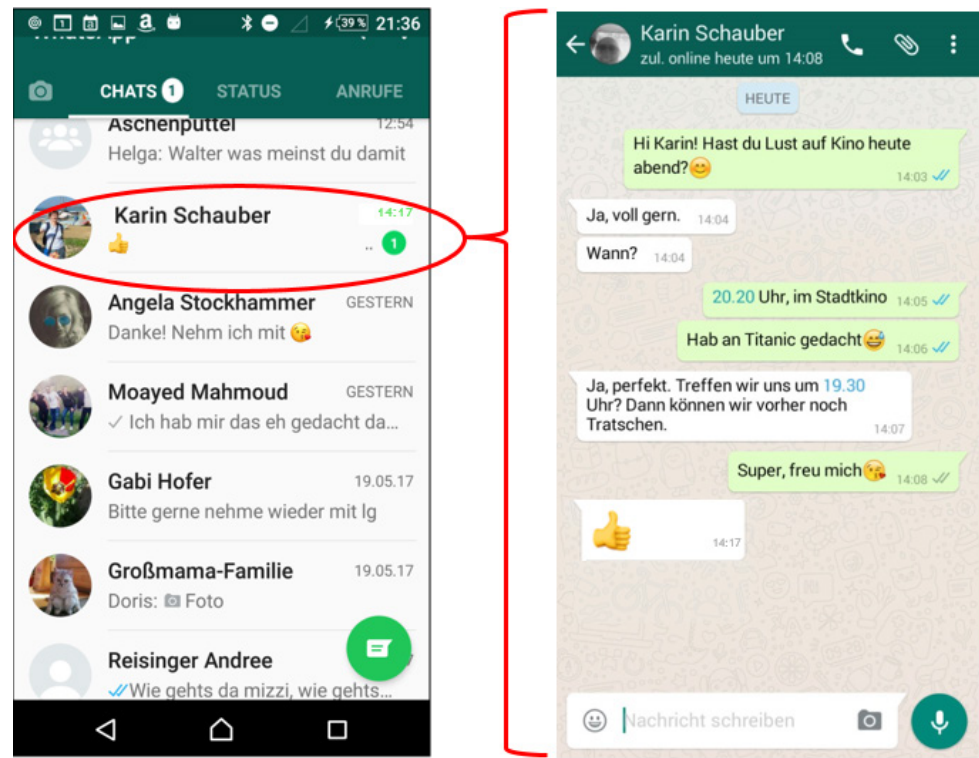 39 % 21:36
CHATS 1 STATUS ANRUFE
Aschenputtel 12:54
Helga: Walter was meinst du damit
Karin Schauber 14:17
👍 .. 1
Angela Stockhammer GESTERN
Danke! Nehm ich mit 😘
Moayed Mahmoud GESTERN
✓ Ich hab mir das eh gedacht da...
Gabi Hofer 19.05.17
Bitte gerne nehme wieder mit lg
Großmama-Familie 19.05.17
Doris: 📷 Foto
Reisinger Andree
Wie gehts da mizzi, wie gehts...
Karin Schauber
zul. online heute um 14:08
HEUTE
Hi Karin! Hast du Lust auf Kino heute
abend?😊 14:03
Ja, voll gern. 14:04
Wann? 14:04
20.20 Uhr, im Stadtkino 14:05
Hab an Titanic gedacht😅 14:06
Ja, perfekt. Treffen wir uns um 19.30
Uhr? Dann können wir vorher noch
Tratschen. 14:07
Super, freu mich😘 14:08
👍 14:17
Nachricht schreiben